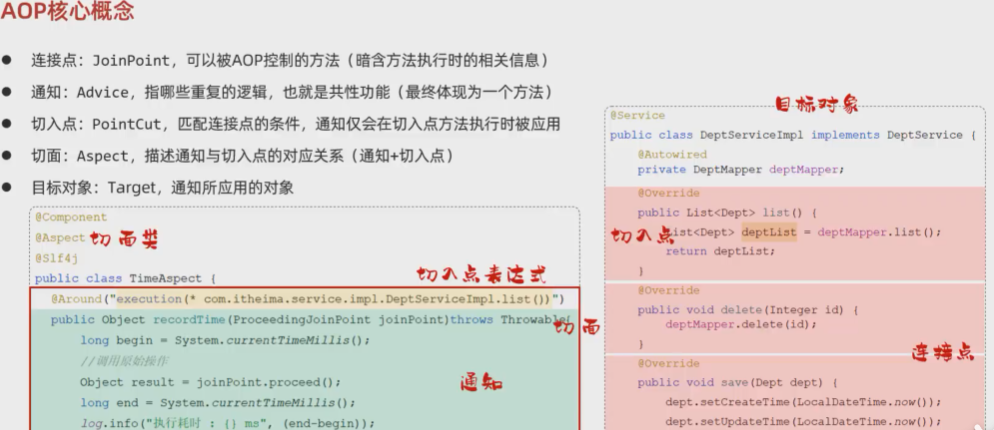 AOP核心概念
● 连接点：JoinPoint，可以被AOP控制的方法（暗含方法执行时的相关信息）
● 通知：Advice，指哪些重复的逻辑，也就是共性功能（最终体现为一个方法）
● 切入点：PointCut，匹配连接点的条件，通知仅会在切入点方法执行时被应用
● 切面：Aspect，描述通知与切入点的对应关系（通知+切入点）
● 目标对象：Target，通知所应用的对象
@Component
@Aspect 切面类
@Slf4j
public class TimeAspect {
切入点表达式
@Around("execution(* com.itheima.service.impl.DeptServiceImpl.list())")
public Object recordTime(ProceedingJoinPoint joinPoint)throws Throwable{
切面
long begin = System.currentTimeMillis();
//调用原始操作
Object result = joinPoint.proceed();
通知
long end = System.currentTimeMillis();
log.info("执行耗时 : {} ms", (end-begin));
目标对象
@Service
public class DeptServiceImpl implements DeptService {
@Autowired
private DeptMapper deptMapper;
@Override
public List<Dept> list() {
切入点
List<Dept> deptList = deptMapper.list();
return deptList;
}
@Override
public void delete(Integer id) {
deptMapper.delete(id);
}
连接点
@Override
public void save(Dept dept) {
dept.setCreateTime(LocalDateTime.now());
dept.setUpdateTime(LocalDateTime.now());